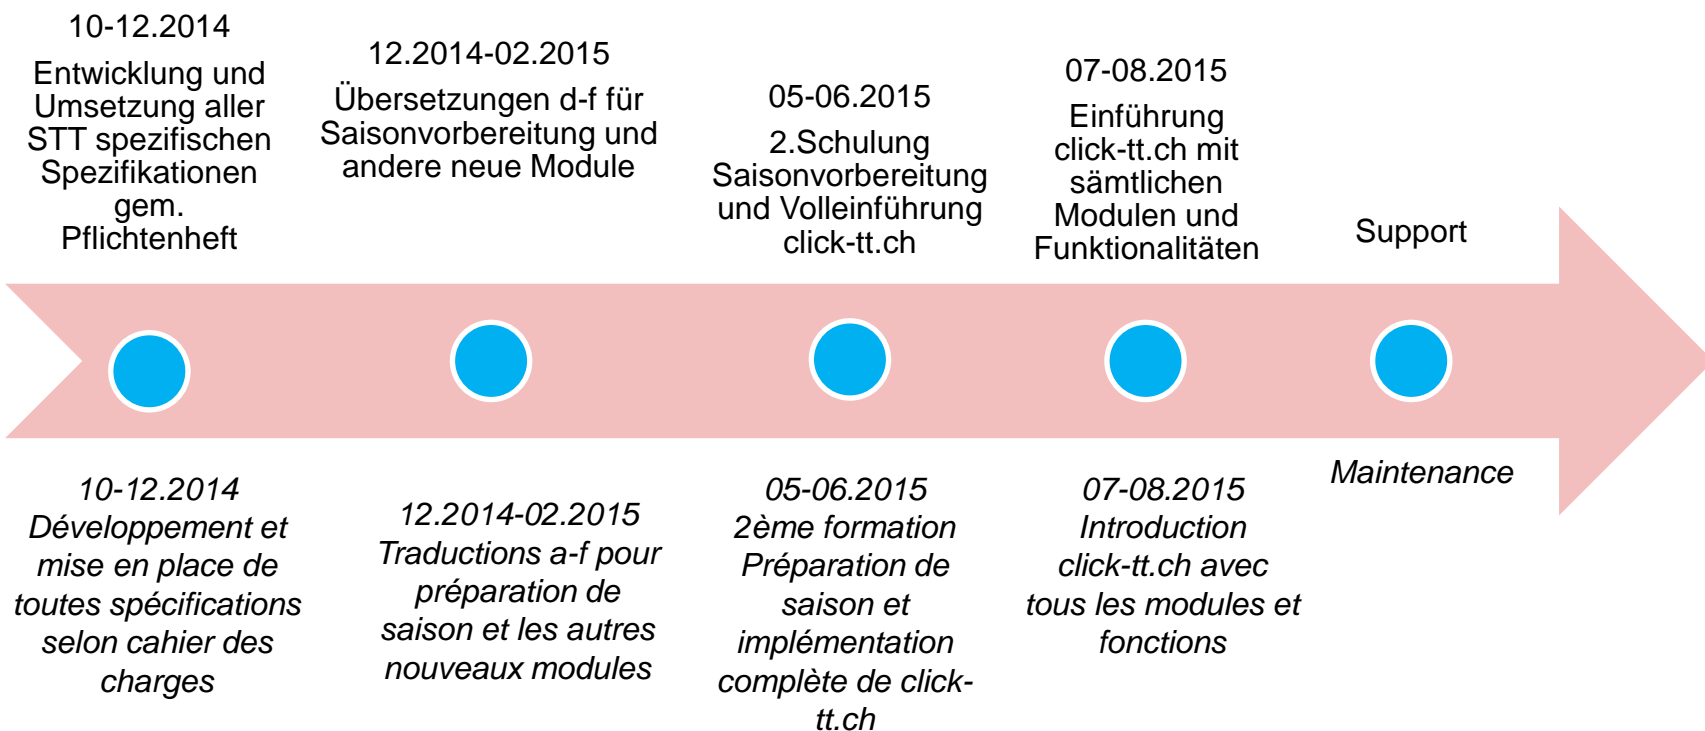 10-12.2014
Entwicklung und
Umsetzung aller
STT spezifischen
Spezifikationen
gem.
Pflichtenheft
12.2014-02.2015
Übersetzungen d-f für
Saisonvorbereitung und
andere neue Module
05-06.2015
2.Schulung
Saisonvorbereitung
und Volleinführung
click-tt.ch
07-08.2015
Einführung
click-tt.ch mit
sämtlichen
Modulen und
Funktionalitäten
Support
10-12.2014
Développement et
mise en place de
toutes spécifications
selon cahier des
charges
12.2014-02.2015
Traductions a-f pour
préparation de
saison et les autres
nouveaux modules
05-06.2015
2ème formation
Préparation de
saison et
implémentation
complète de click-
tt.ch
07-08.2015
Introduction
click-tt.ch avec
tous les modules et
fonctions
Maintenance